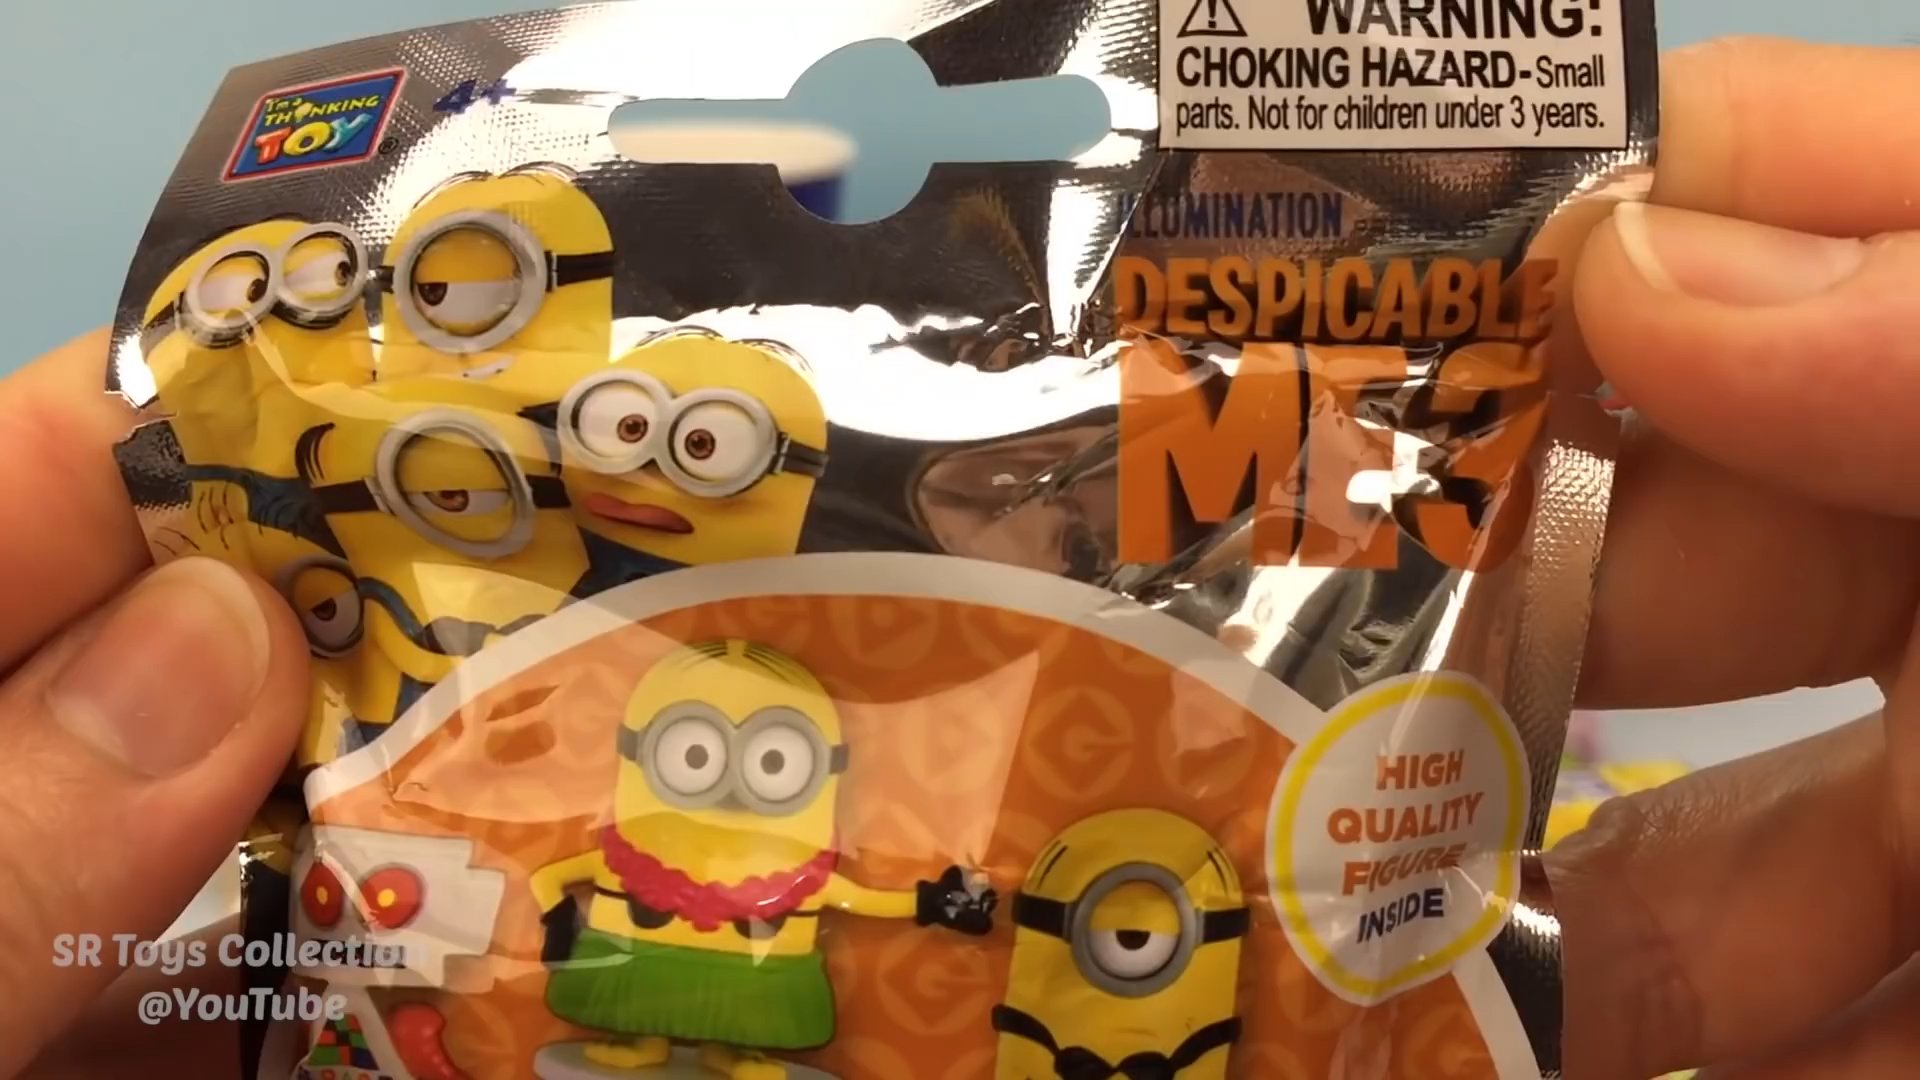 WARNING:
CHOKING HAZARD-Small
parts. Not for children under 3 years.
I'm a
THINKING
TOY
®
4+
ILLUMINATION
DESPICABLE
ME3
HIGH
QUALITY
FIGURE
INSIDE
SR Toys Collection
@YouTube